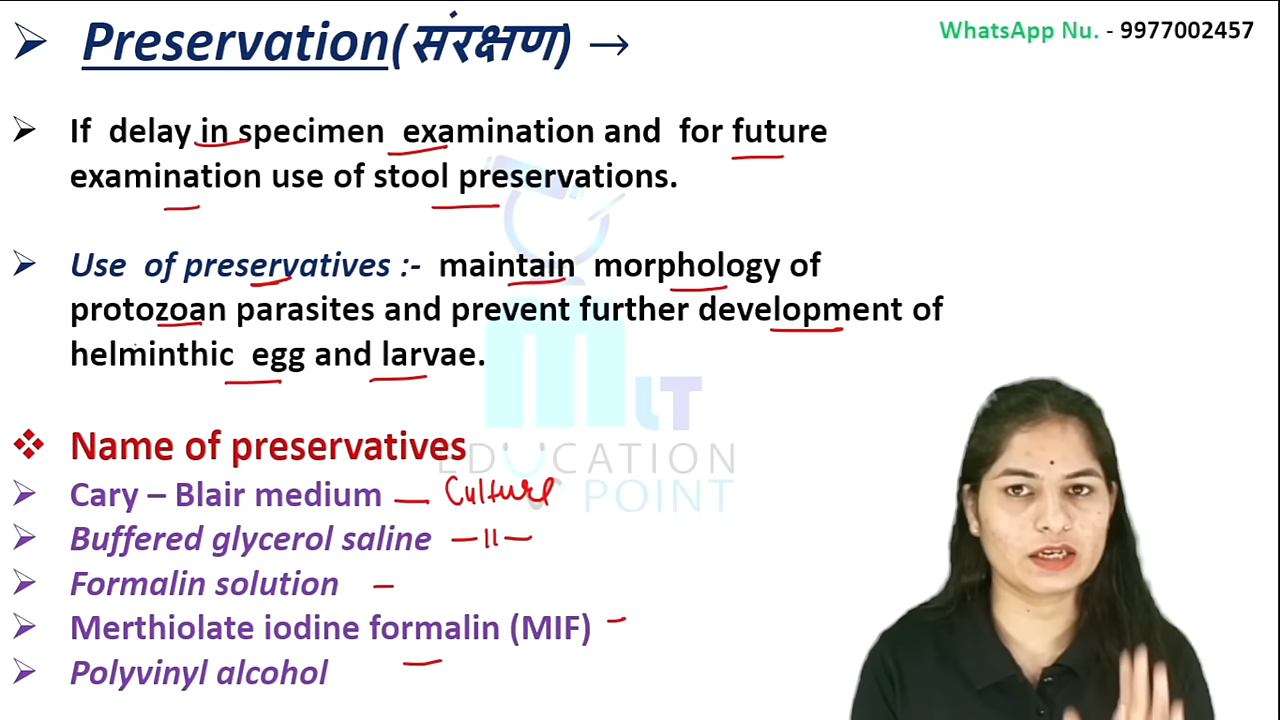 Preservation(संरक्षण) →
WhatsApp Nu. - 9977002457
If delay in specimen examination and for future
examination use of stool preservations.
Use of preservatives :- maintain morphology of
protozoan parasites and prevent further development of
helminthic egg and larvae.
Name of preservatives
Cary – Blair medium — Culture
Buffered glycerol saline — 11 —
Formalin solution -
Merthiolate iodine formalin (MIF) -
Polyvinyl alcohol
MLT
EDUCATION
POINT